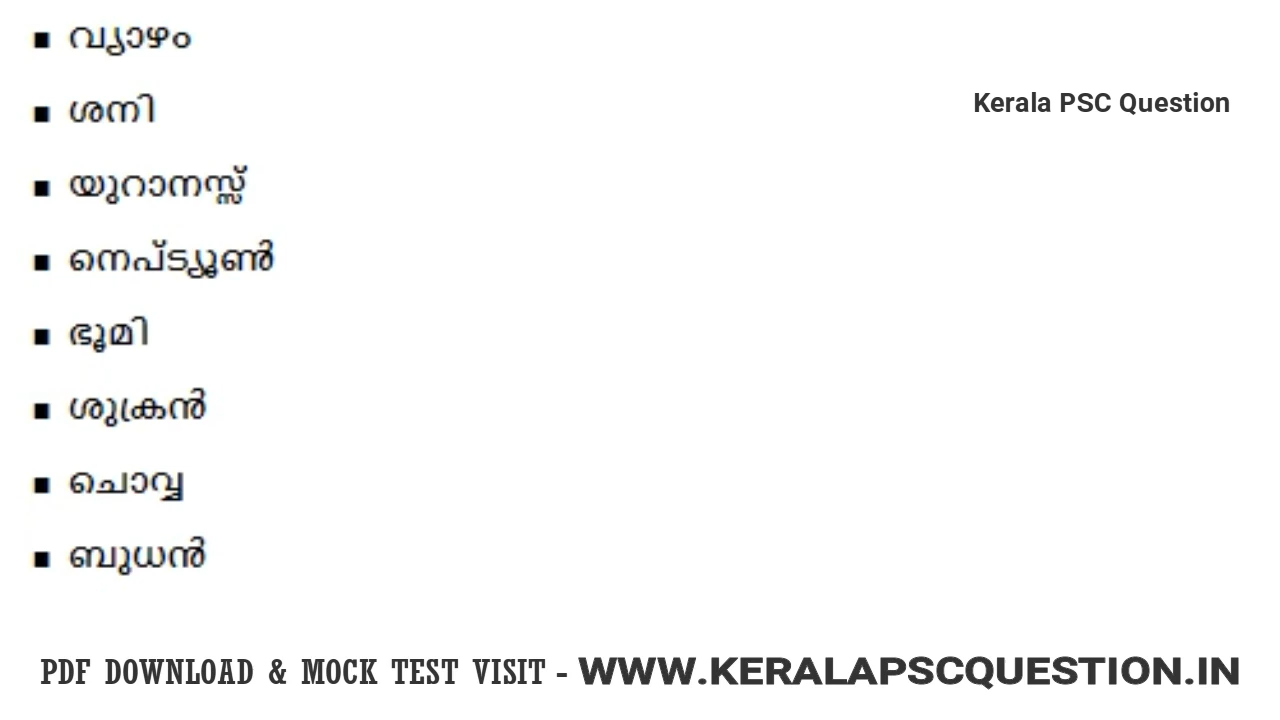 ▪ വ്യാഴം
▪ ശനി
Kerala PSC Question
▪ യുറാനസ്സ്
▪ നെപ്ട്യൂൺ
▪ ഭൂമി
▪ ശുക്രൻ
▪ ചൊവ്വ
▪ ബുധൻ
PDF DOWNLOAD & MOCK TEST VISIT - WWW.KERALAPSCQUESTION.IN